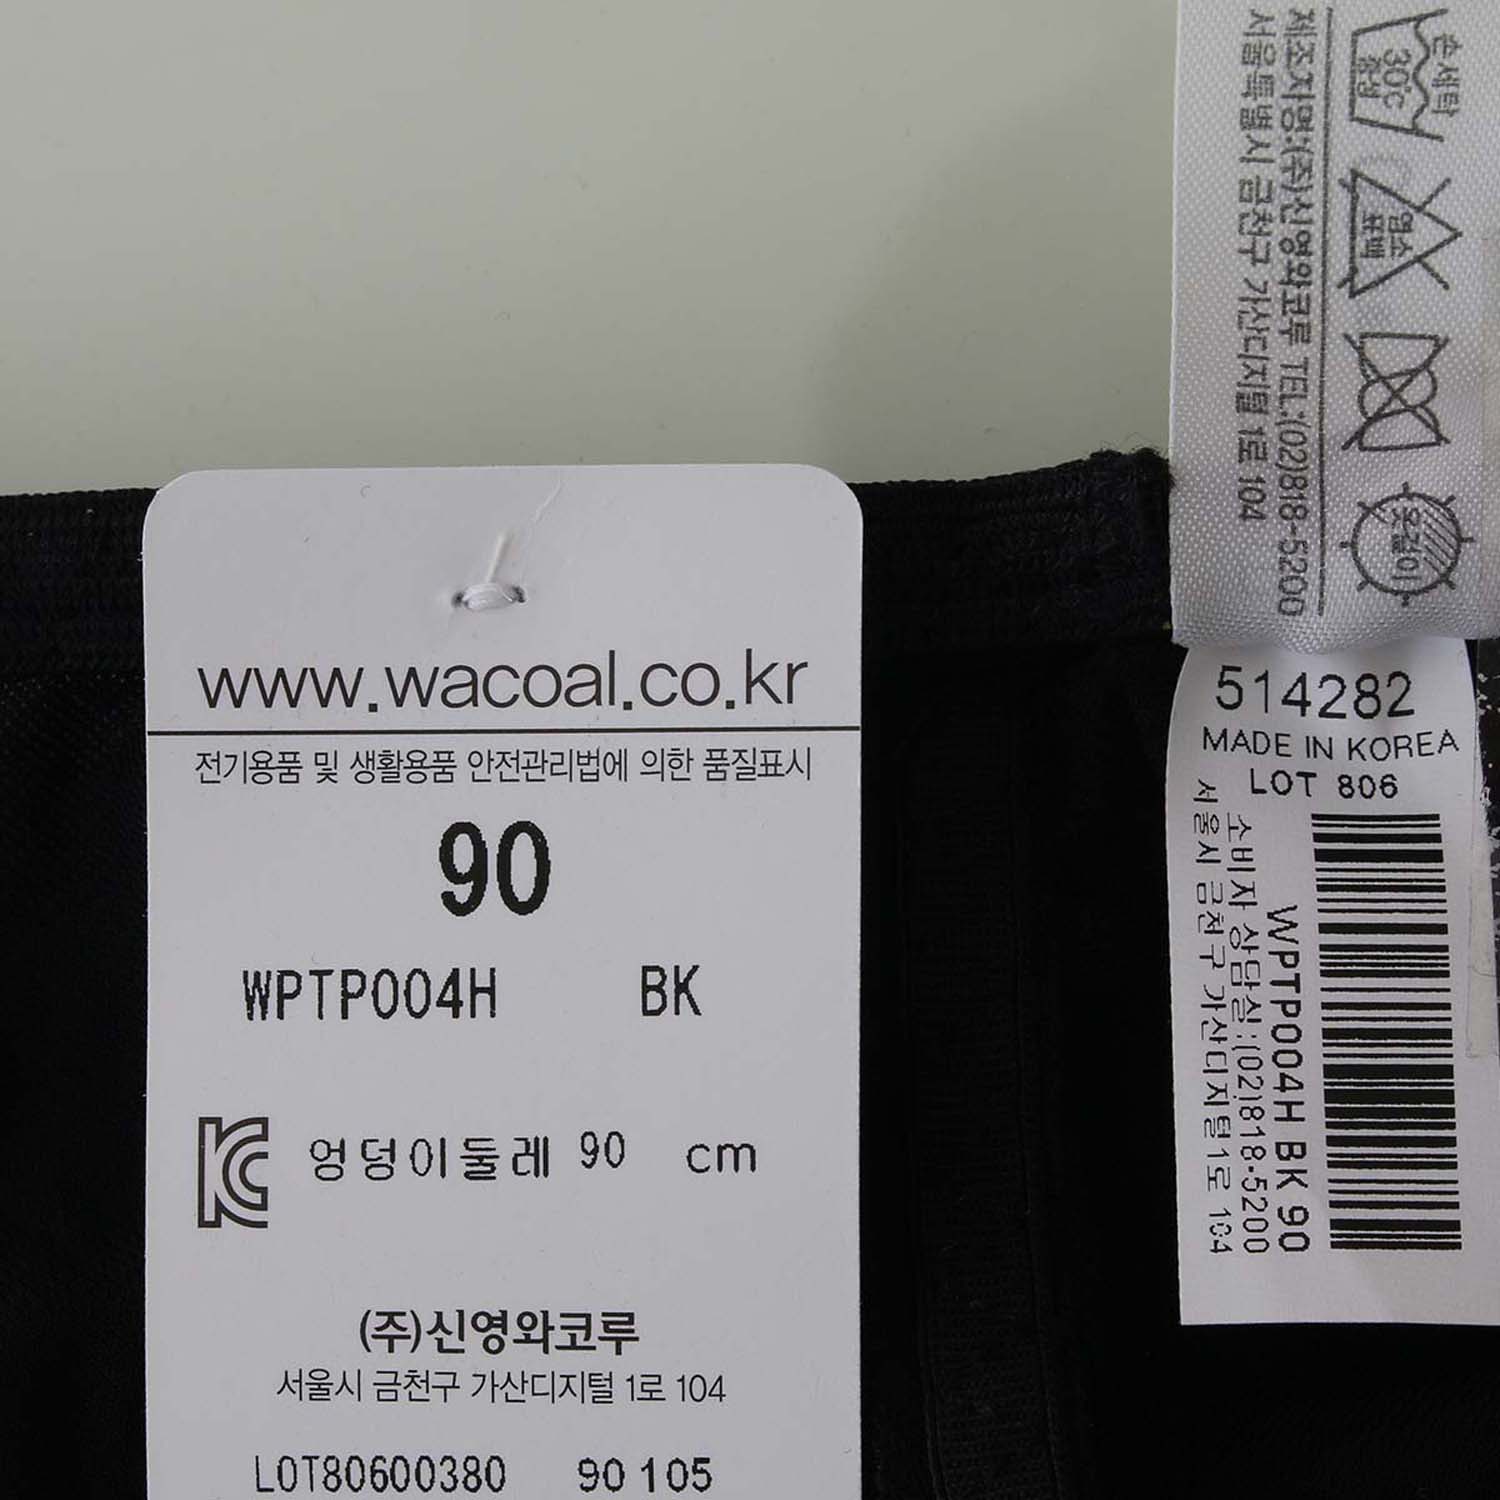 www.wacoal.co.kr
전기용품 및 생활용품 안전관리법에 의한 품질표시
90
WPTP004H BK
엉덩이둘레 90 cm
(주)신영와코루
서울시 금천구 가산디지털 1로 104
LOT80600380 90 105
손세탁
30℃
중성
염소
표백
옷걸이
제조자명:(주)신영와코루 TEL:(02)818-5200
서울특별시 금천구 가산디지털 1로 104
514282
MADE IN KOREA
LOT 806
WPTP004H BK 90
소비자 상담실:(02)818-5200
서울시 금천구 가산디지털1로 104